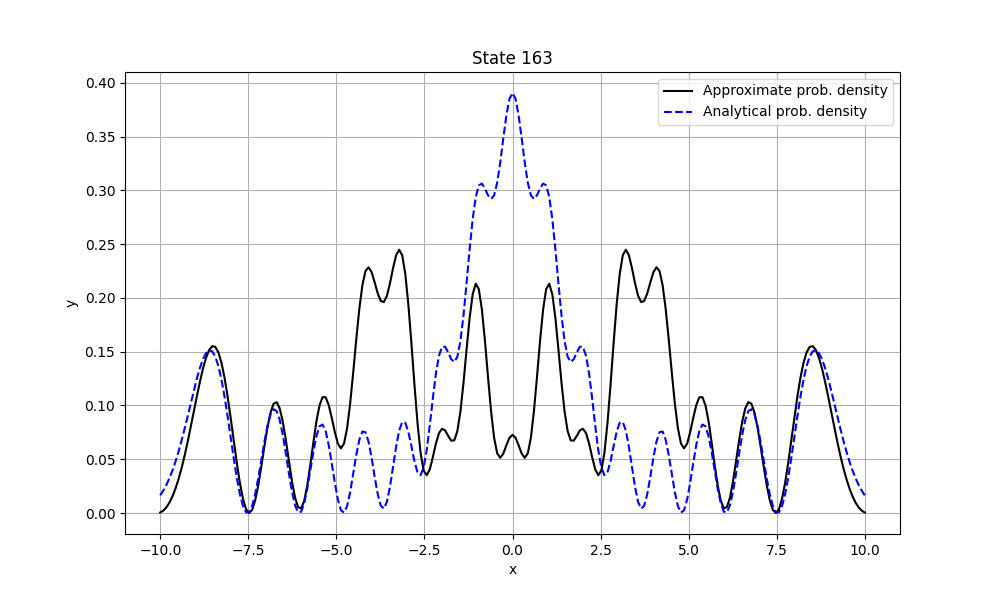 State 163
Approximate prob. density
Analytical prob. density
0.40
0.35
0.30
0.25
0.20
0.15
0.10
0.05
0.00
y
−10.0 −7.5 −5.0 −2.5 0.0 2.5 5.0 7.5 10.0
x